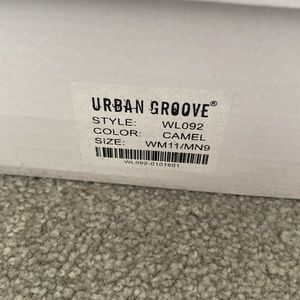 URBAN GROOVE®
STYLE: WL092
COLOR: CAMEL
SIZE: WM11/MN9
WL092-0101601